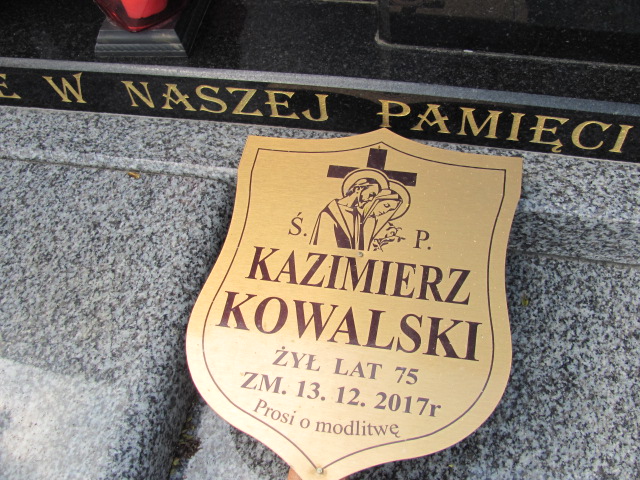 E W NASZEJ PAMIĘCI
Ś. P.
KAZIMIERZ
KOWALSKI
ŻYŁ LAT 75
ZM. 13. 12. 2017r
Prosi o modlitwę